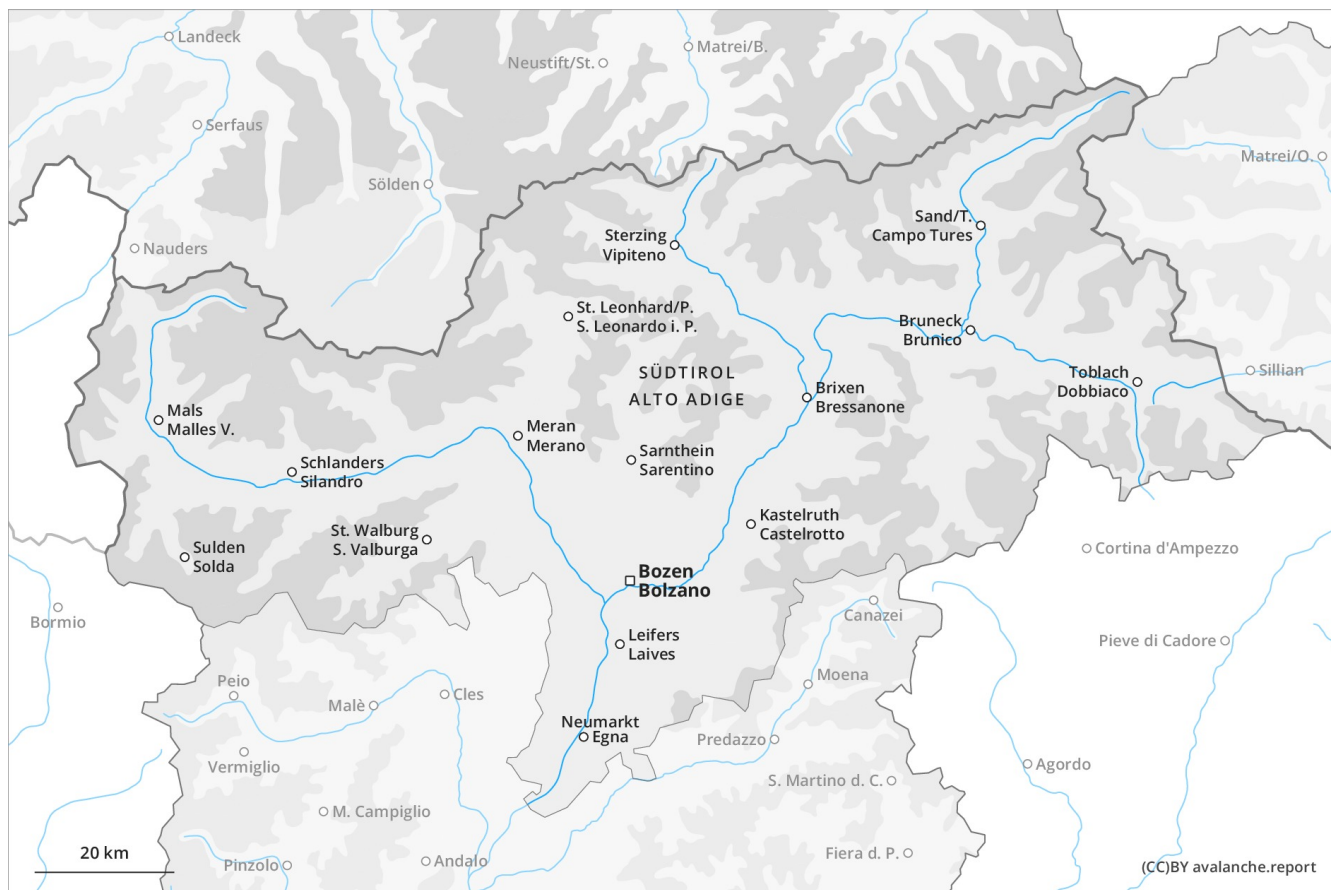 Landeck
Matrei/B.
Neustift/St.
Serfaus
Matrei/O.
Sölden
Sand/T.
Campo Tures
Sterzing
Vipiteno
Nauders
St. Leonhard/P.
S. Leonardo i. P.
Bruneck
Brunico
SÜDTIROL
ALTO ADIGE
Toblach
Dobbiaco
Sillian
Brixen
Bressanone
Mals
Malles V.
Meran
Merano
Sarnthein
Sarentino
Schlanders
Silandro
Kastelruth
Castelrotto
St. Walburg
S. Valburga
Sulden
Solda
Cortina d'Ampezzo
Bozen
Bolzano
Bormio
Canazei
Leifers
Laives
Pieve di Cadore
Peio
Moena
Malè
Cles
Neumarkt
Egna
Predazzo
Vermiglio
Agordo
S. Martino d. C.
M. Campiglio
20 km
Andalo
Fiera d. P.
Pinzolo
(CC)BY avalanche.report